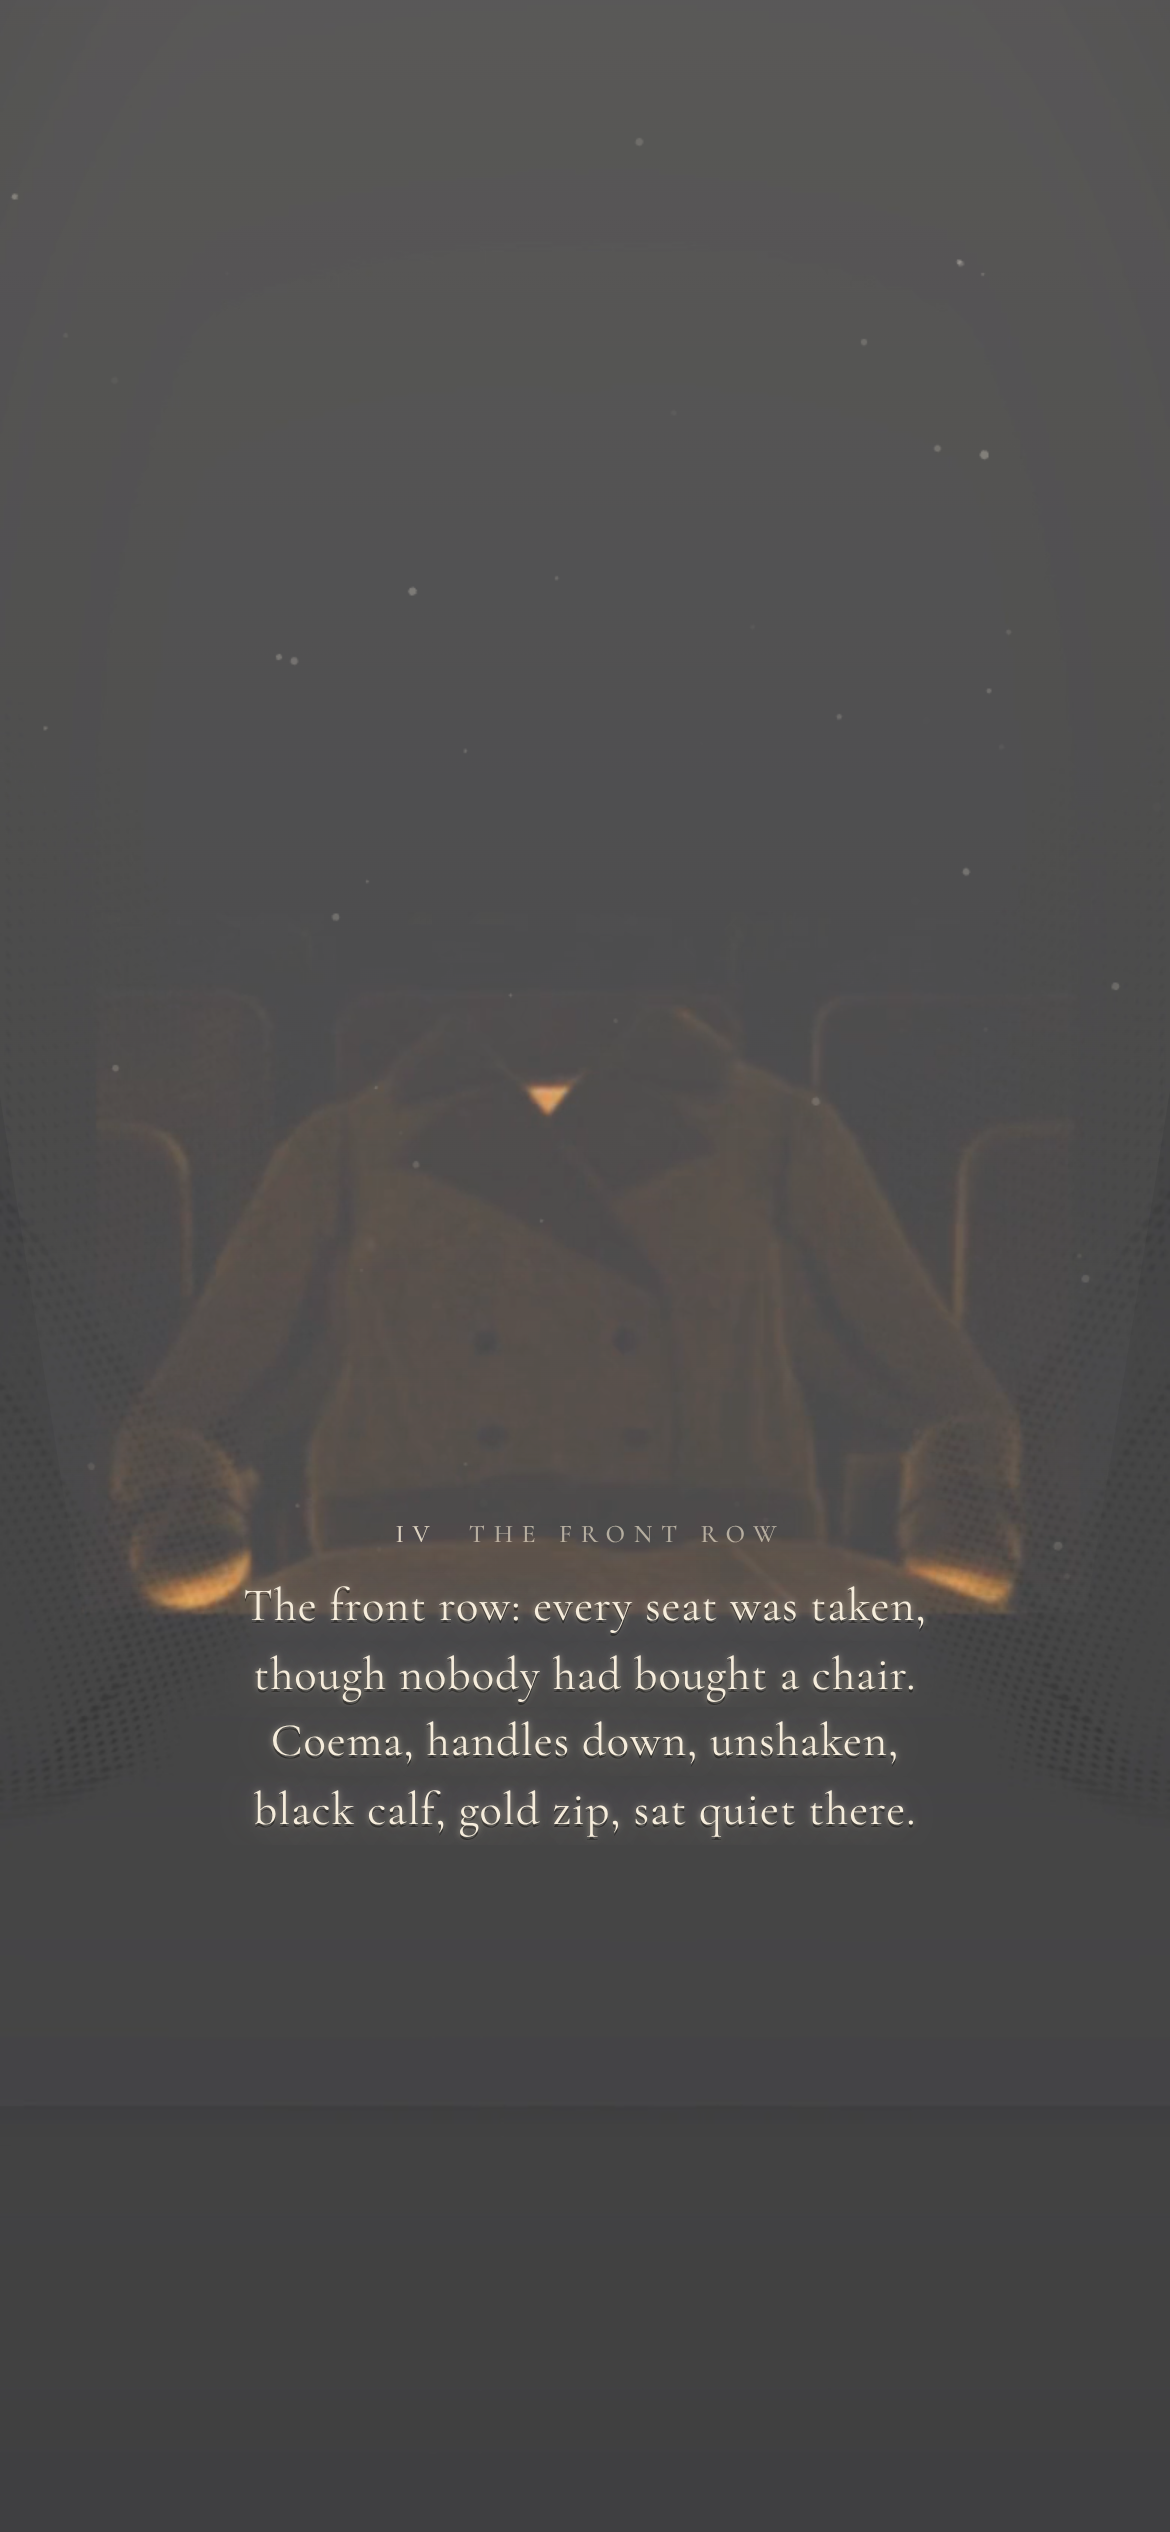 IV THE FRONT ROW
The front row: every seat was taken,
though nobody had bought a chair.
Coema, handles down, unshaken,
black calf, gold zip, sat quiet there.